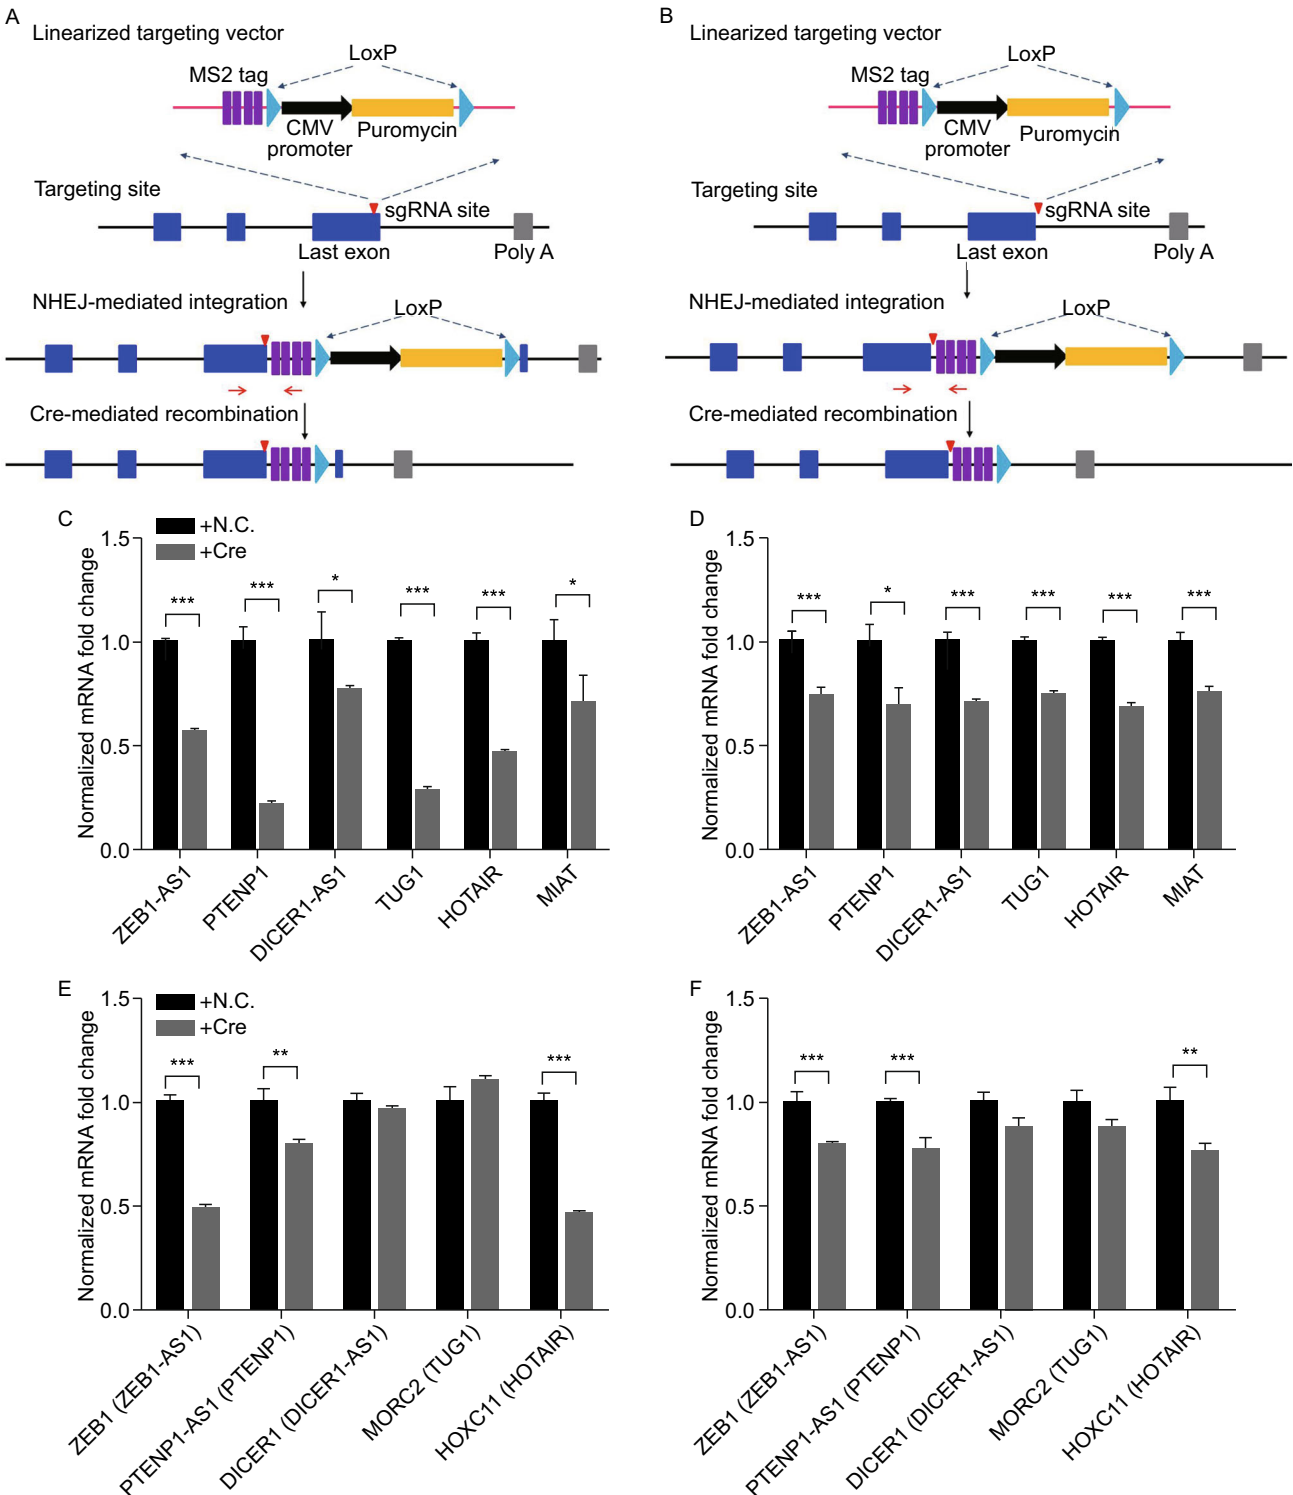 A
Linearized targeting vector
LoxP
MS2 tag
CMV
promoter
Puromycin
Targeting site
sgRNA site
Last exon
Poly A
NHEJ-mediated integration
LoxP
Cre-mediated recombination
B
Linearized targeting vector
LoxP
MS2 tag
CMV
promoter
Puromycin
Targeting site
sgRNA site
Last exon
Poly A
NHEJ-mediated integration
LoxP
Cre-mediated recombination
C
+N.C.
+Cre
Normalized mRNA fold change
1.5
1.0
0.5
0.0
***
***
*
***
***
*
ZEB1-AS1
PTENP1
DICER1-AS1
TUG1
HOTAIR
MIAT
D
Normalized mRNA fold change
1.5
1.0
0.5
0.0
***
*
***
***
***
***
ZEB1-AS1
PTENP1
DICER1-AS1
TUG1
HOTAIR
MIAT
E
+N.C.
+Cre
Normalized mRNA fold change
1.5
1.0
0.5
0.0
***
**
***
ZEB1 (ZEB1-AS1)
PTENP1-AS1 (PTENP1)
DICER1 (DICER1-AS1)
MORC2 (TUG1)
HOXC11 (HOTAIR)
F
Normalized mRNA fold change
1.5
1.0
0.5
0.0
***
***
**
ZEB1 (ZEB1-AS1)
PTENP1-AS1 (PTENP1)
DICER1 (DICER1-AS1)
MORC2 (TUG1)
HOXC11 (HOTAIR)